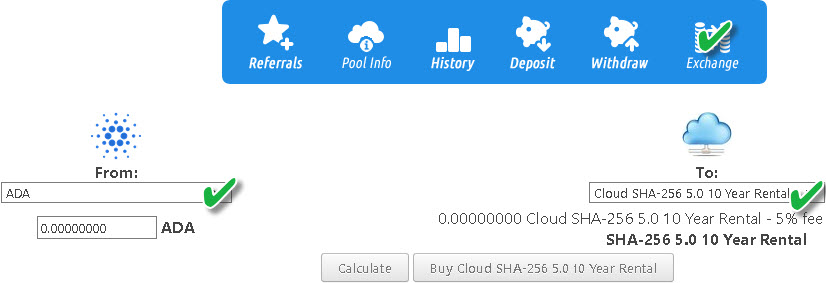 Referrals Pool Info History Deposit Withdraw Exchange
From: To:
ADA Cloud SHA-256 5.0 10 Year Rental
0.00000000 Cloud SHA-256 5.0 10 Year Rental - 5% fee
0.00000000 ADA
SHA-256 5.0 10 Year Rental
Calculate Buy Cloud SHA-256 5.0 10 Year Rental